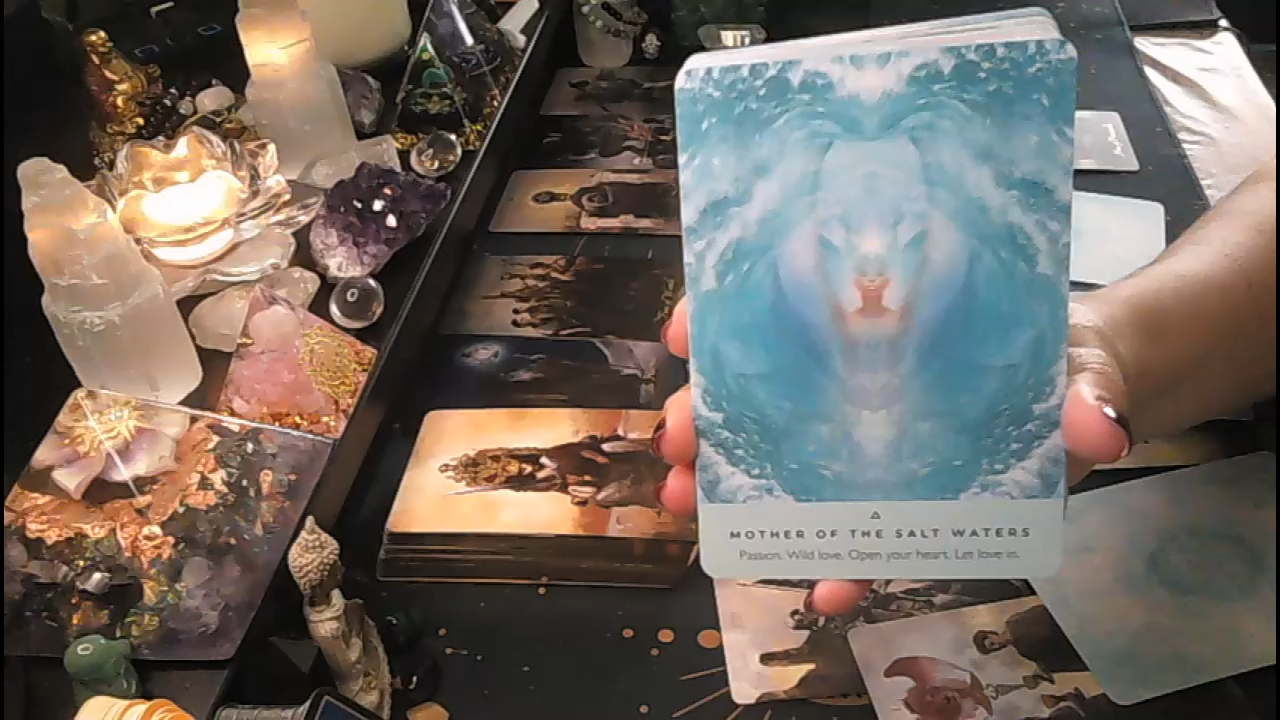 MOTHER OF THE SALT WATERS
Passion. Wild love. Open your heart. Let love in.